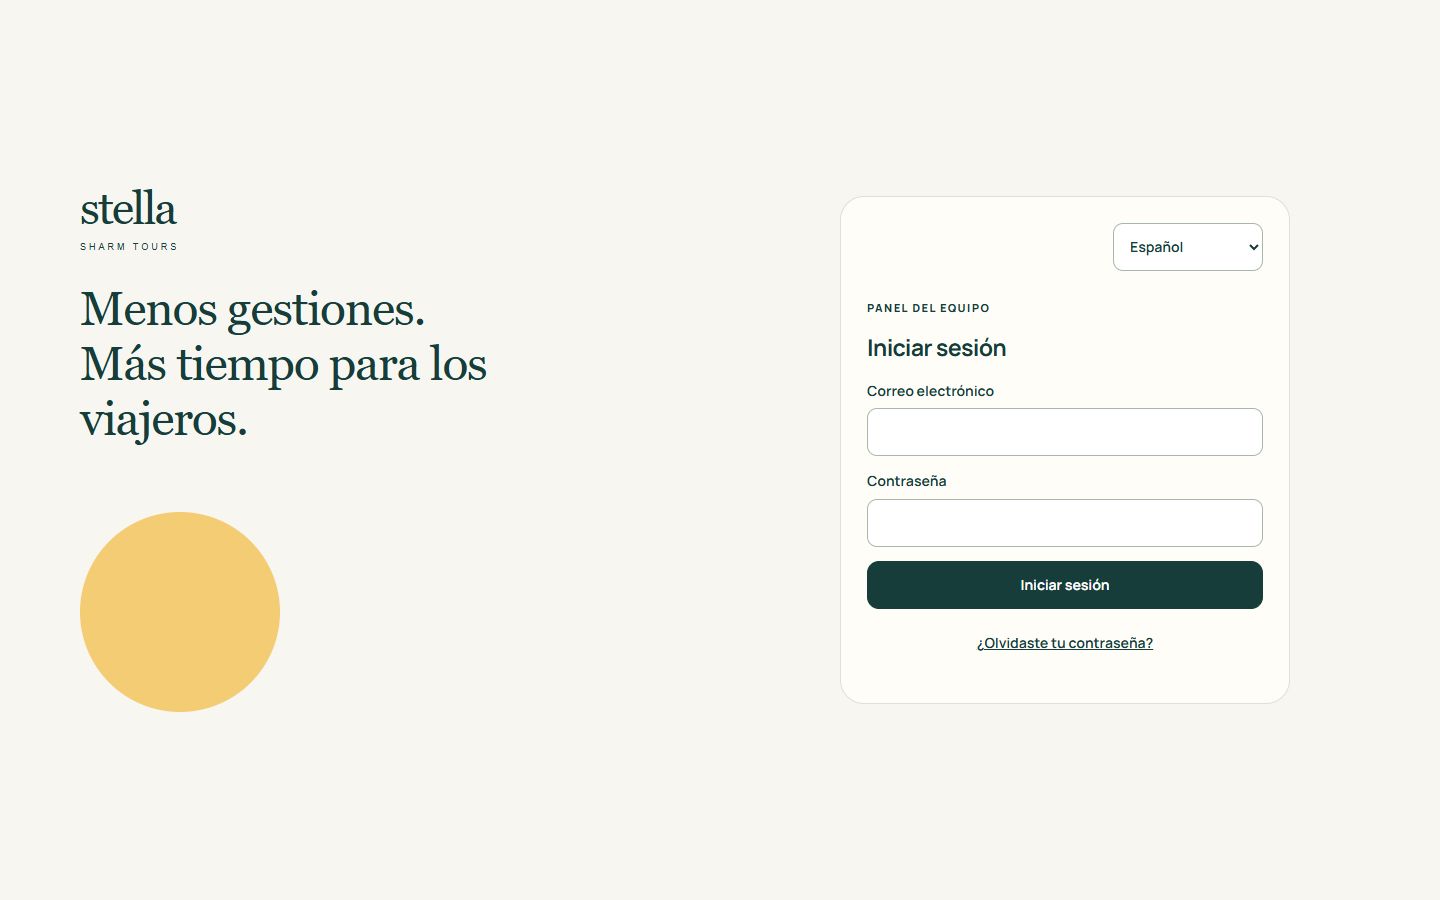 stella
SHARM TOURS
Menos gestiones.
Más tiempo para los
viajeros.
Español
PANEL DEL EQUIPO
Iniciar sesión
Correo electrónico
Contraseña
Iniciar sesión
¿Olvidaste tu contraseña?